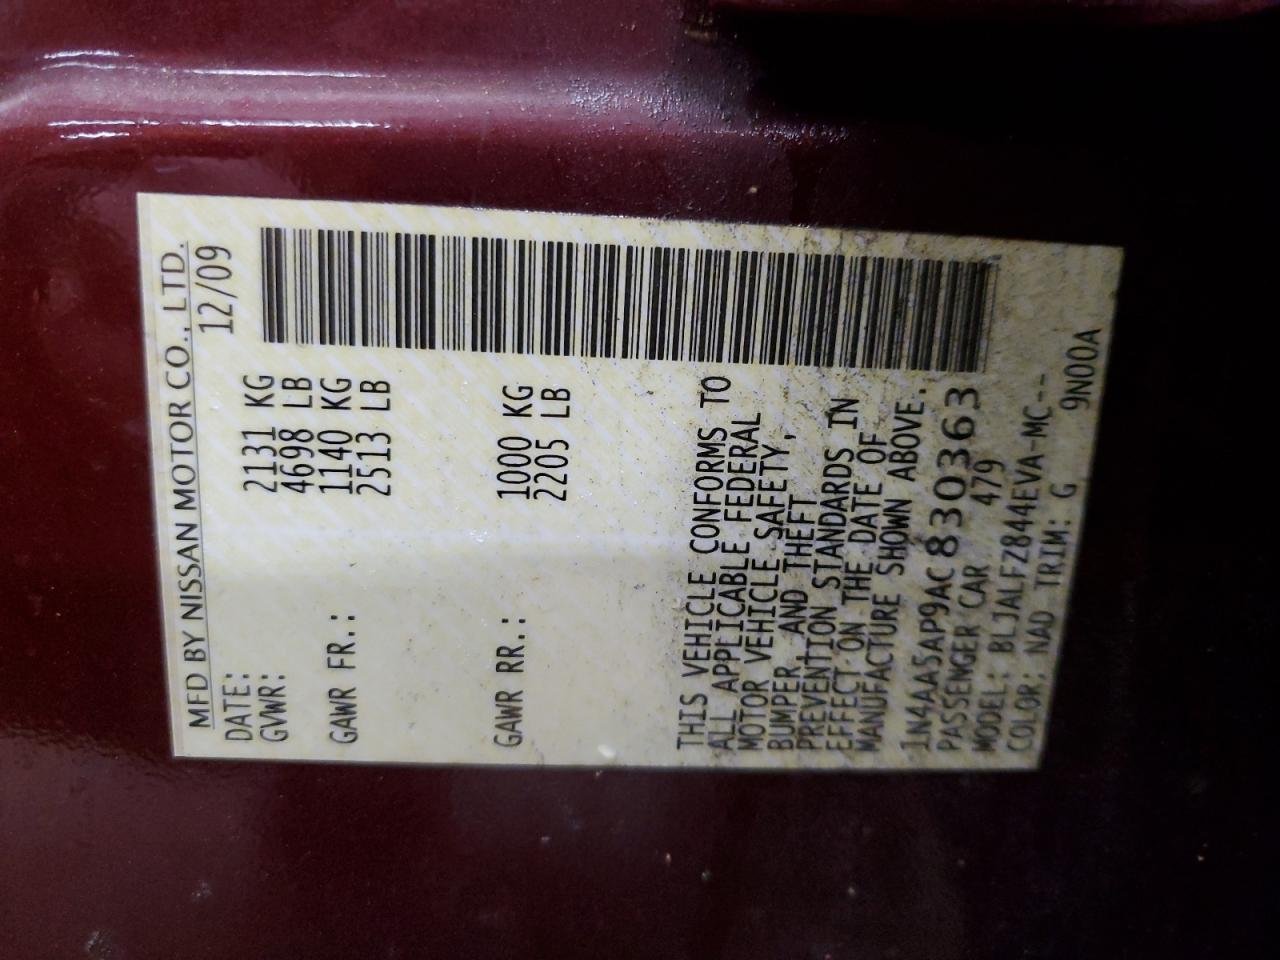 MFD BY NISSAN MOTOR CO., LTD.
DATE: 12/09
GVWR: 2131 KG
4698 LB
GAWR FR.: 1140 KG
2513 LB
GAWR RR.: 1000 KG
2205 LB
THIS VEHICLE CONFORMS TO
ALL APPLICABLE FEDERAL
MOTOR VEHICLE SAFETY,
BUMPER, AND THEFT
PREVENTION STANDARDS IN
EFFECT ON THE DATE OF
MANUFACTURE SHOWN ABOVE.
1N4AA5AP9AC830363
PASSENGER CAR 479
MODEL: BLJALFZ844EVA-MC--
COLOR: NAD TRIM: G 9N00A